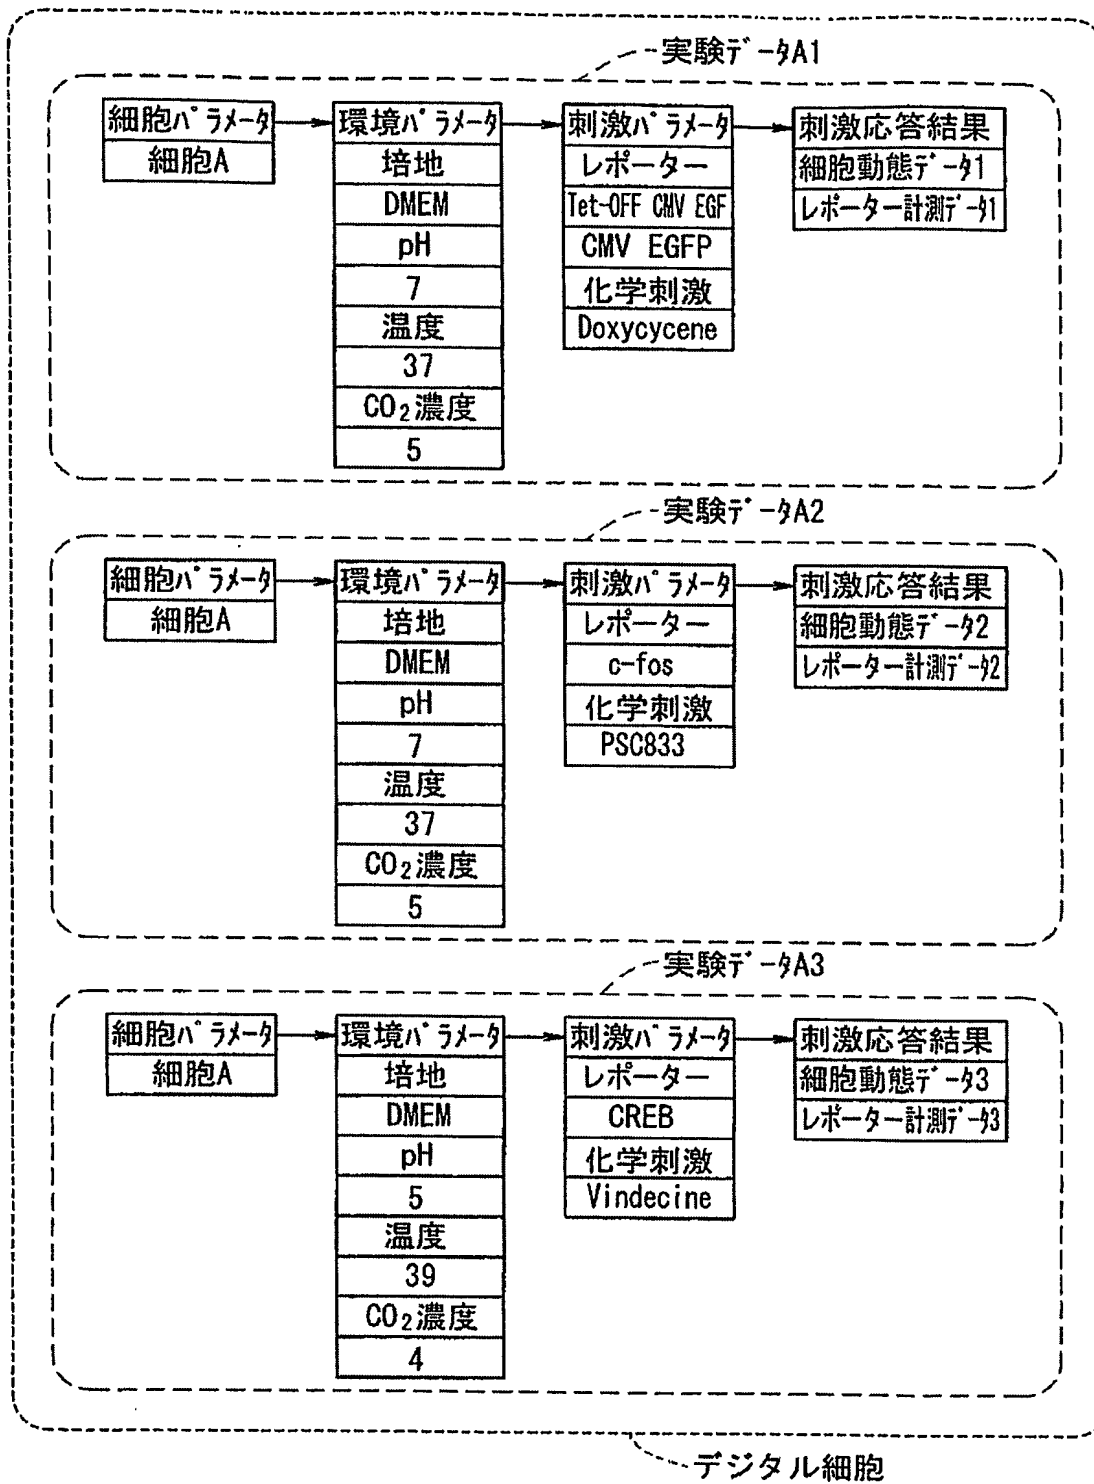 実験データA1
細胞パラメータ
細胞A
環境パラメータ
培地
DMEM
pH
7
温度
37
CO₂濃度
5
刺激パラメータ
レポーター
Tet-OFF CMV EGF
CMV EGFP
化学刺激
Doxycycene
刺激応答結果
細胞動態データ1
レポーター計測データ1
実験データA2
細胞パラメータ
細胞A
環境パラメータ
培地
DMEM
pH
7
温度
37
CO₂濃度
5
刺激パラメータ
レポーター
c-fos
化学刺激
PSC833
刺激応答結果
細胞動態データ2
レポーター計測データ2
実験データA3
細胞パラメータ
細胞A
環境パラメータ
培地
DMEM
pH
5
温度
39
CO₂濃度
4
刺激パラメータ
レポーター
CREB
化学刺激
Vindecine
刺激応答結果
細胞動態データ3
レポーター計測データ3
デジタル細胞